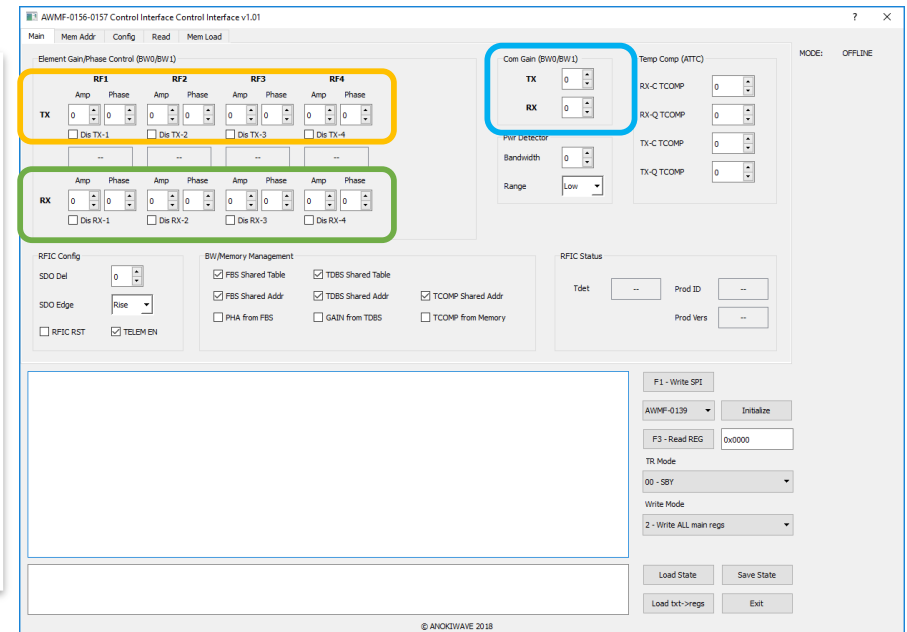 AWMF-0156-0157 Control Interface Control Interface v1.01
? ×
Main Mem Addr Config Read Mem Load
MODE: OFFLINE
Element Gain/Phase Control (BW0/BW1)
RF1 RF2 RF3 RF4
Amp Phase Amp Phase Amp Phase Amp Phase
TX 0 0 0 0 0 0 0 0
Dis TX-1 Dis TX-2 Dis TX-3 Dis TX-4
-- -- -- --
Amp Phase Amp Phase Amp Phase Amp Phase
RX 0 0 0 0 0 0 0 0
Dis RX-1 Dis RX-2 Dis RX-3 Dis RX-4
Com Gain (BW0/BW1)
TX 0
RX 0
Pwr Detector
Bandwidth 0
Range Low
Temp Comp (ATTC)
RX-C TCOMP 0
RX-Q TCOMP 0
TX-C TCOMP 0
TX-Q TCOMP 0
RFIC Config
SDO Del 0
SDO Edge Rise
RFIC RST TELEM EN
BW/Memory Management
FBS Shared Table TDBS Shared Table
FBS Shared Addr TDBS Shared Addr TCOMP Shared Addr
PHA from FBS GAIN from TDBS TCOMP from Memory
RFIC Status
Tdet -- Prod ID --
Prod Vers --
F1 - Write SPI
AWMF-0139 Initialize
F3 - Read REG 0x0000
TR Mode
00 - SBY
Write Mode
2 - Write ALL main regs
Load State Save State
Load txt->regs Exit
© ANOKIWAVE 2018